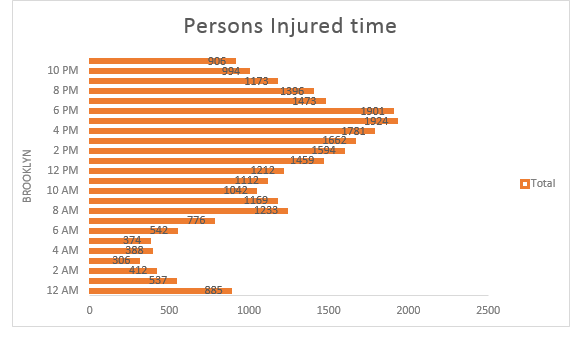 Persons Injured time
906
10 PM 994
1173
8 PM 1396
1473
6 PM 1901
1924
4 PM 1781
1662
2 PM 1594
1459
12 PM 1212
1112
10 AM 1042
1169
8 AM 1233
776
6 AM 542
374
4 AM 388
306
2 AM 412
537
12 AM 885
BROOKLYN
Total
0 500 1000 1500 2000 2500